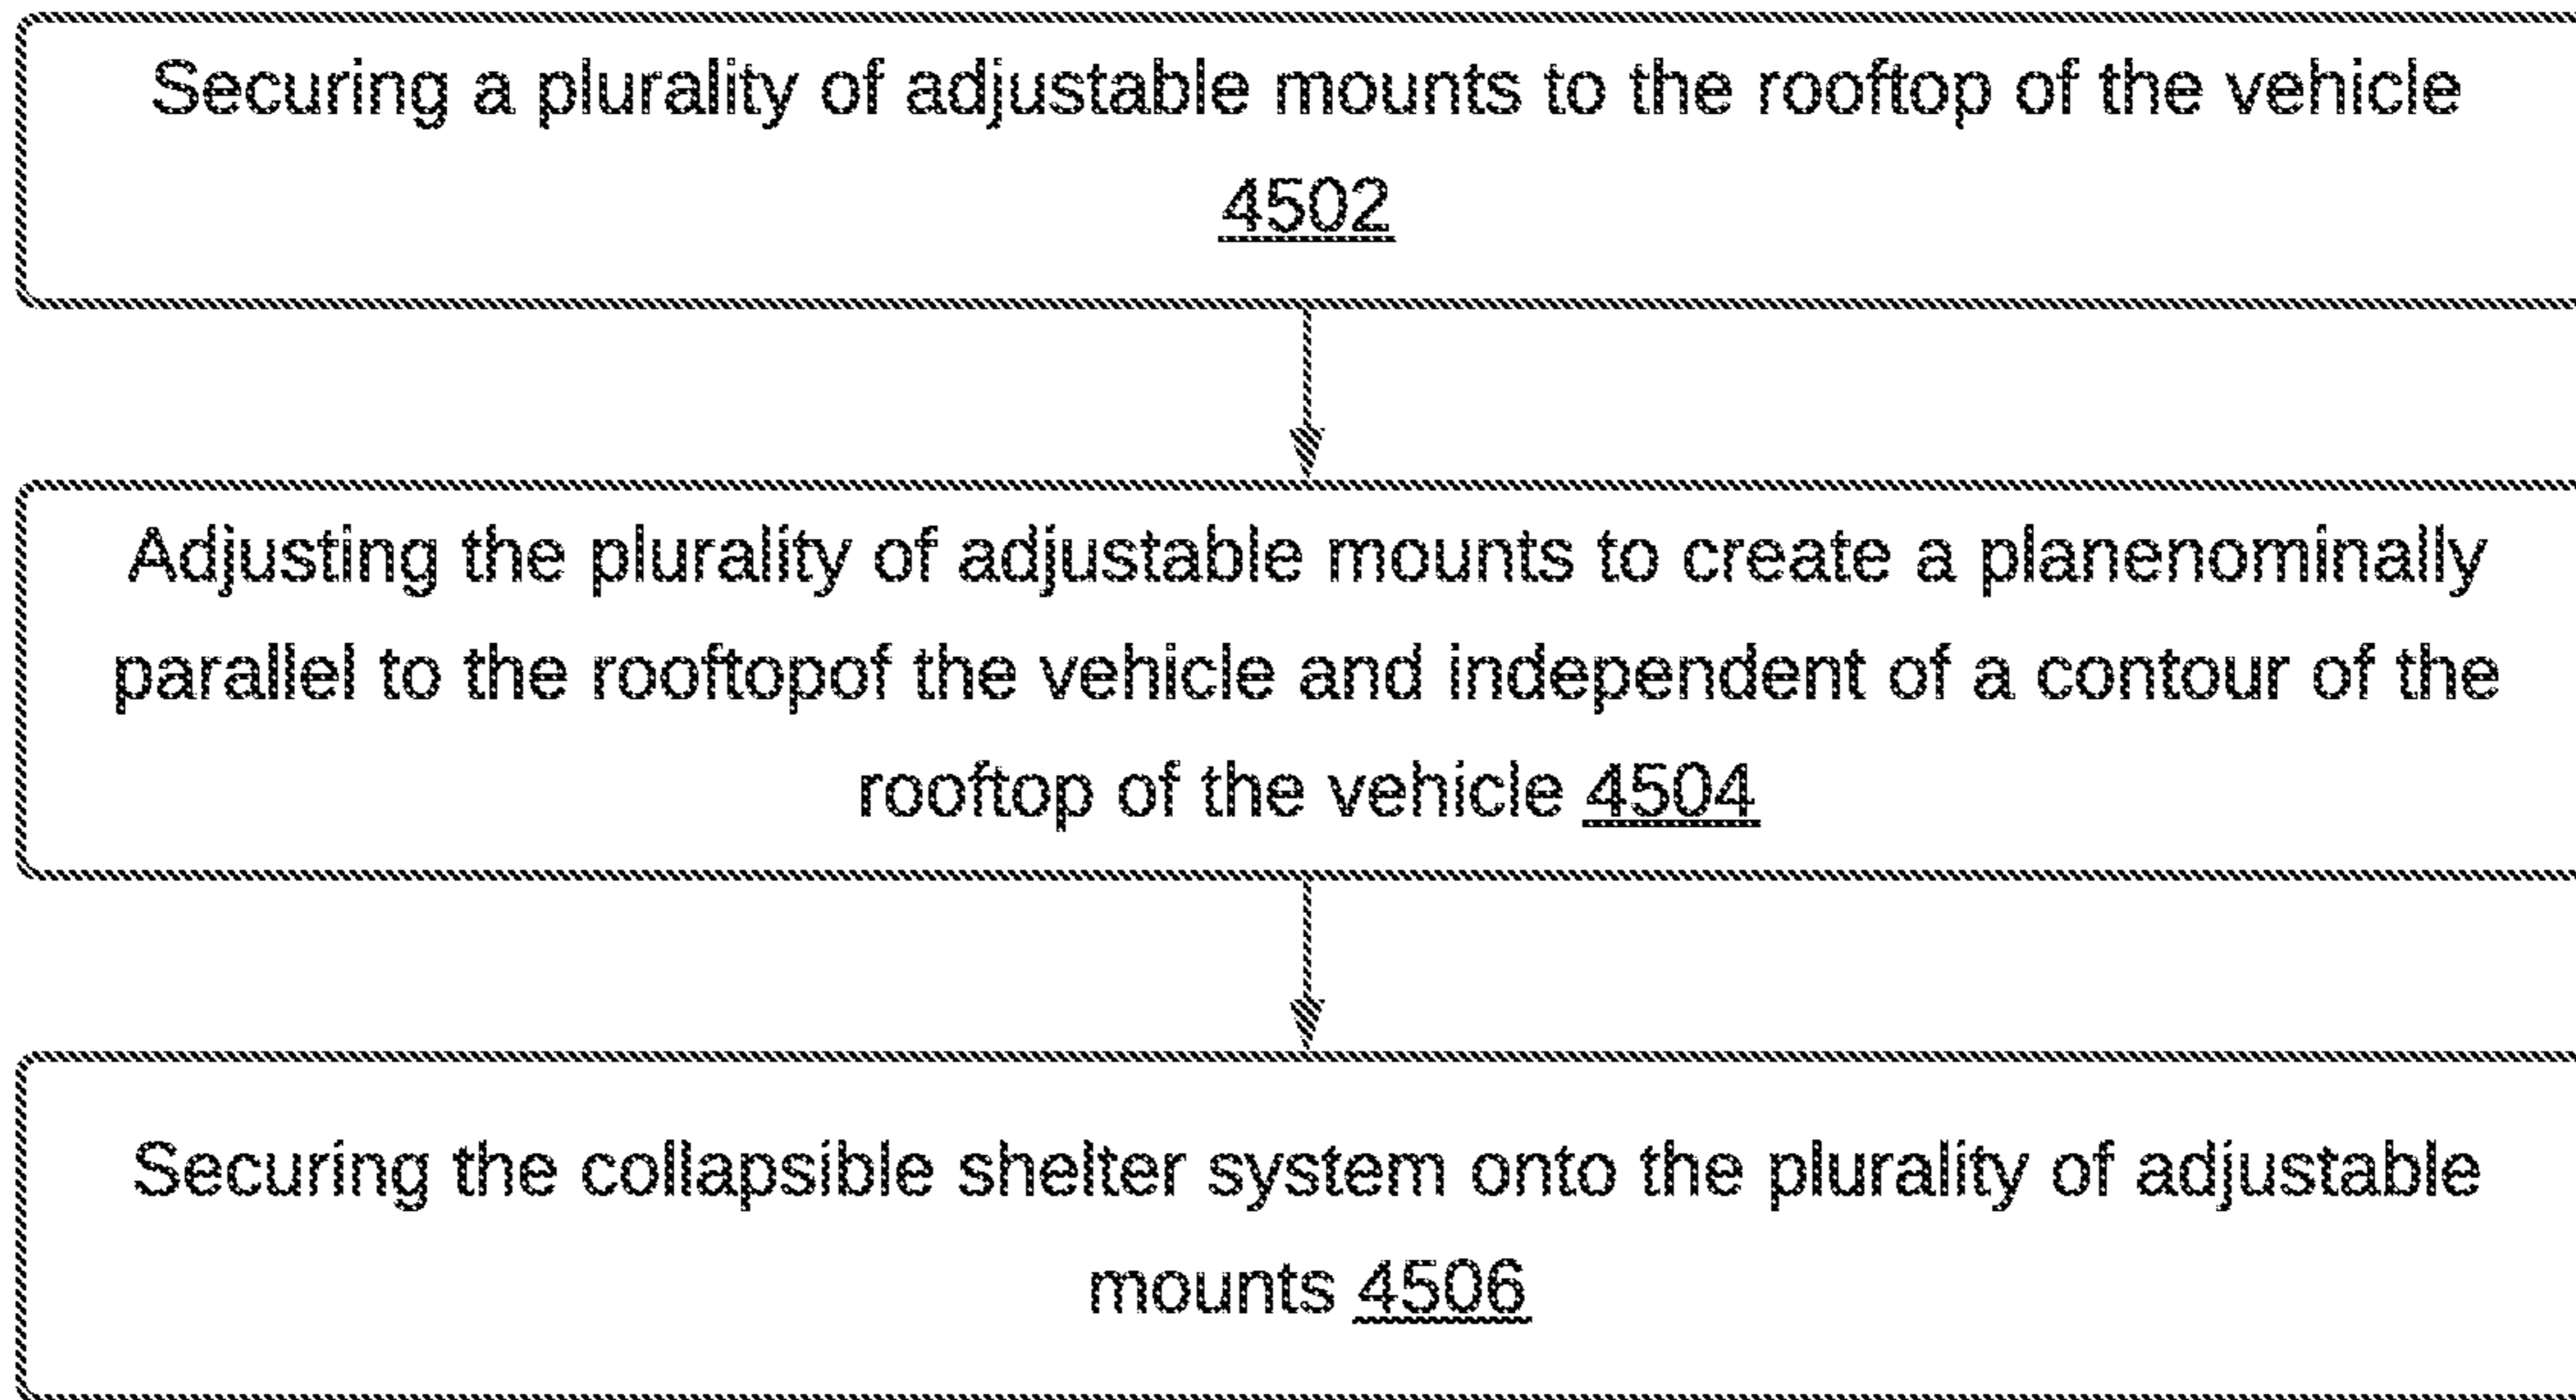 Securing a plurality of adjustable mounts to the rooftop of the vehicle
4502
Adjusting the plurality of adjustable mounts to create a planenominally
parallel to the rooftopof the vehicle and independent of a contour of the
rooftop of the vehicle 4504
Securing the collapsible shelter system onto the plurality of adjustable
mounts 4506